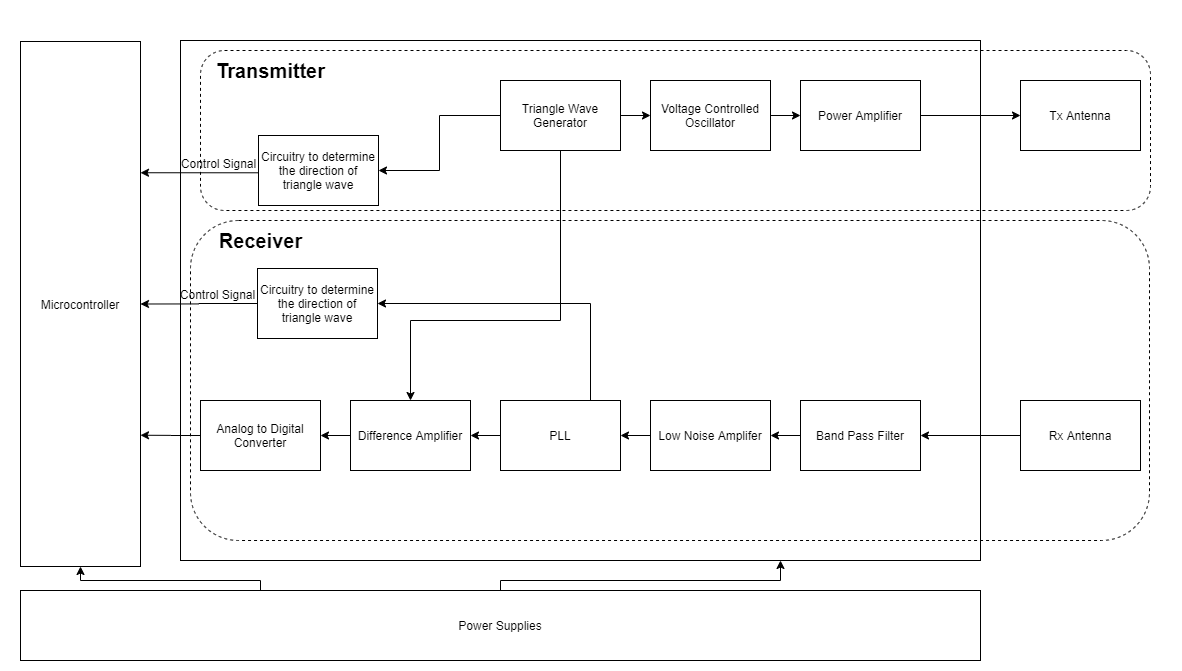 Transmitter
Triangle Wave
Generator
Voltage Controlled
Oscillator
Power Amplifier
Tx Antenna
Control Signal
Circuitry to determine
the direction of
triangle wave
Receiver
Microcontroller
Control Signal
Circuitry to determine
the direction of
triangle wave
Analog to Digital
Converter
Difference Amplifier
PLL
Low Noise Amplifer
Band Pass Filter
Rx Antenna
Power Supplies